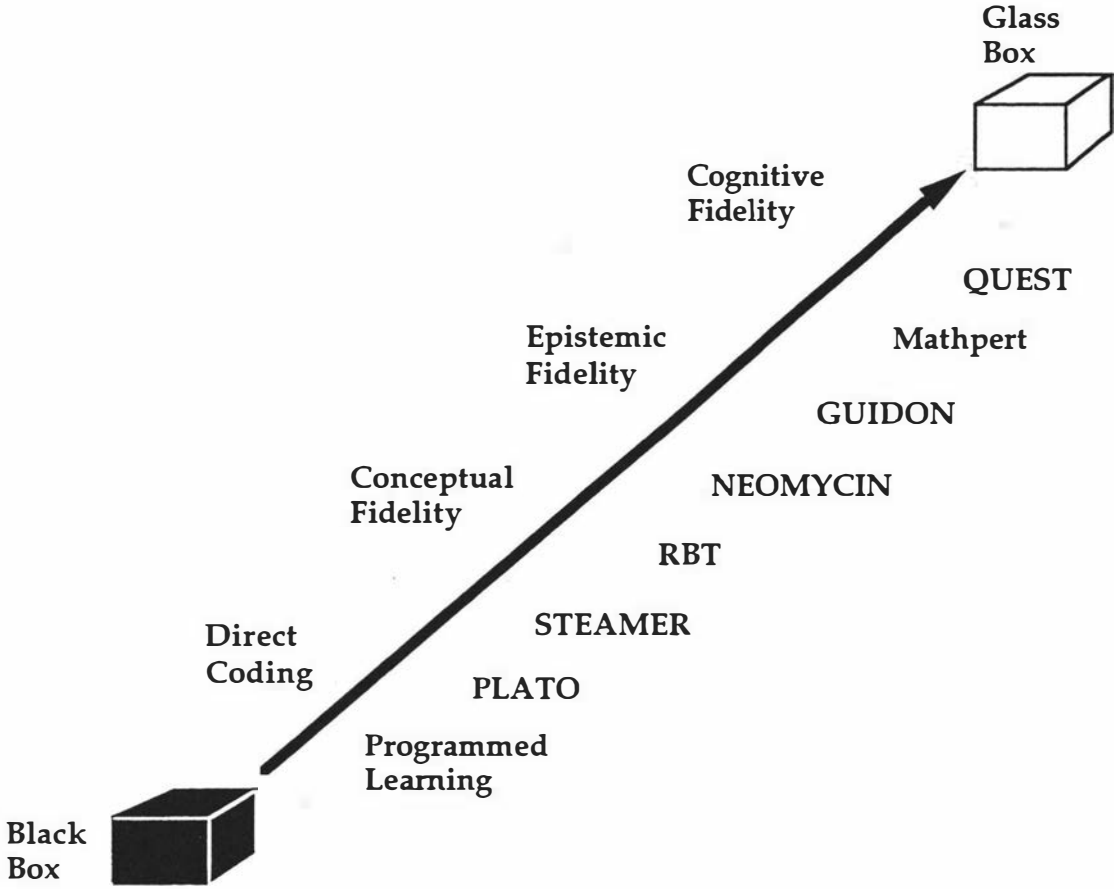 Glass
Box
Cognitive
Fidelity
QUEST
Mathpert
Epistemic
Fidelity
GUIDON
Conceptual
Fidelity
NEOMYCIN
RBT
STEAMER
Direct
Coding
PLATO
Programmed
Learning
Black
Box